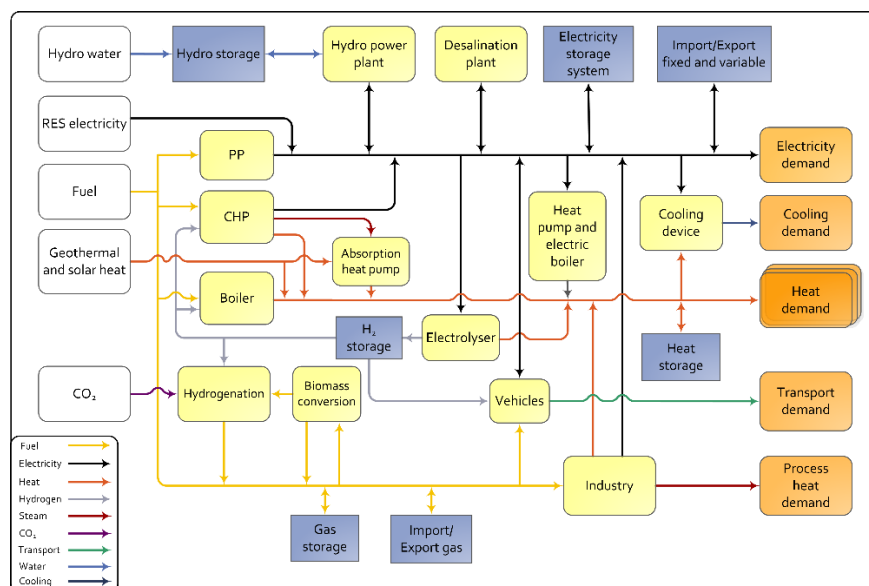 Hydro water
Hydro storage
Hydro power
plant
Desalination
plant
Electricity
storage
system
Import/Export
fixed and variable
RES electricity
PP
Electricity
demand
Fuel
CHP
Heat
pump and
electric
boiler
Cooling
device
Cooling
demand
Geothermal
and solar heat
Absorption
heat pump
Boiler
Heat
demand
H₂
storage
Electrolyser
Heat
storage
CO₂
Hydrogenation
Biomass
conversion
Vehicles
Transport
demand
Industry
Process
heat
demand
Gas
storage
Import/
Export gas
Fuel
Electricity
Heat
Hydrogen
Steam
CO₂
Transport
Water
Cooling